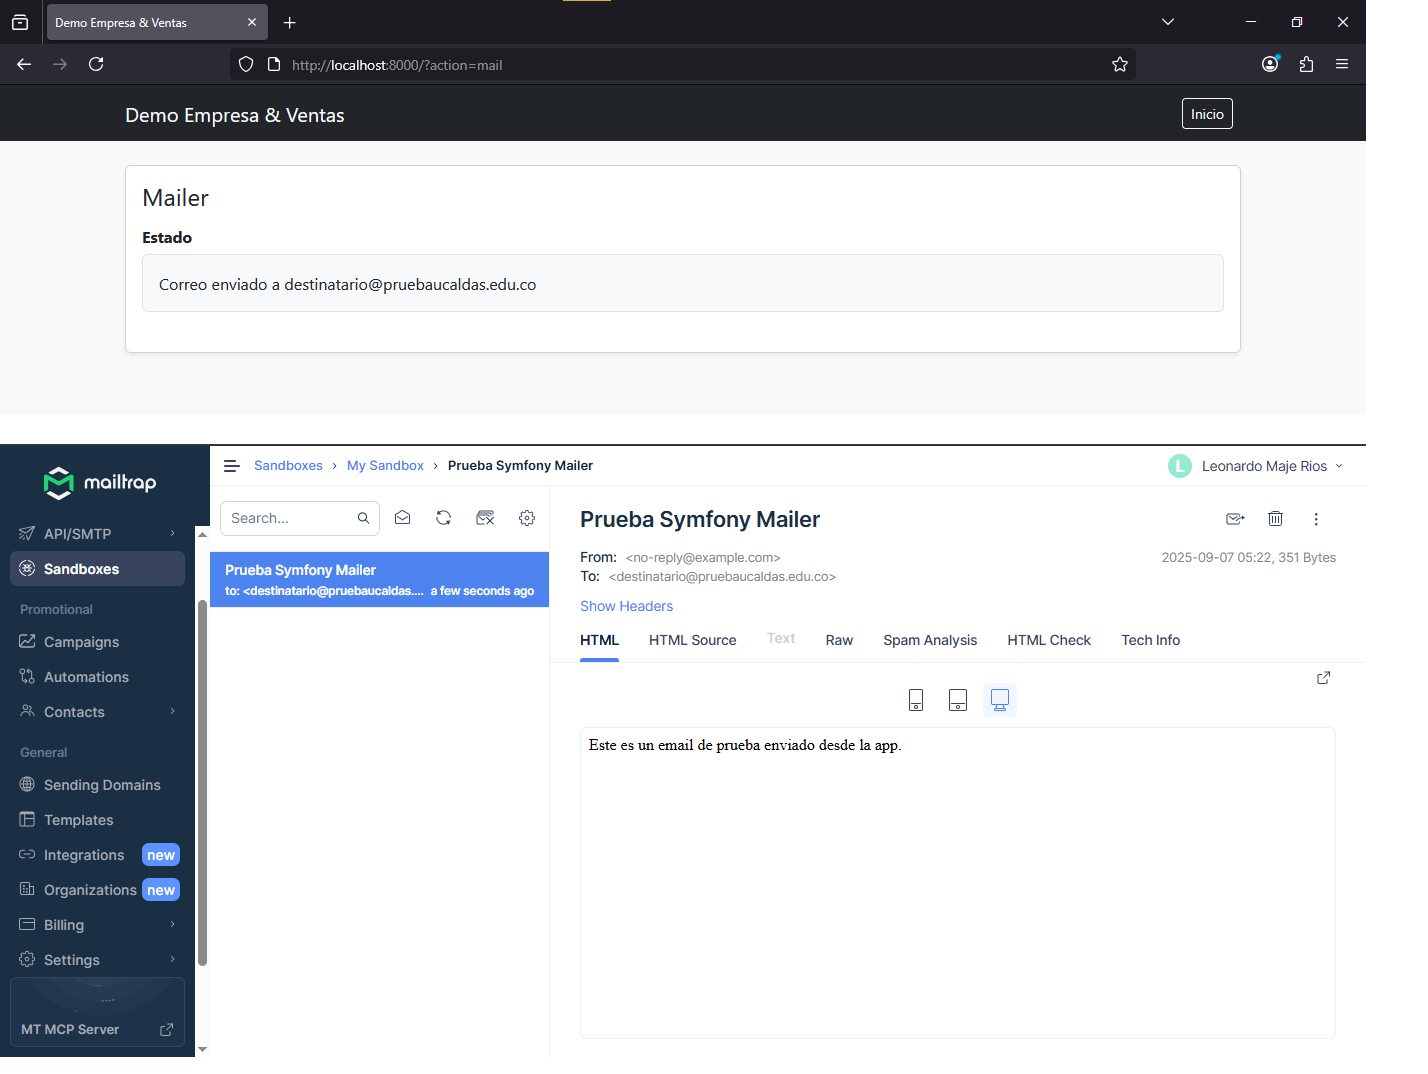 Demo Empresa & Ventas
http://localhost:8000/?action=mail
Demo Empresa & Ventas
Inicio
Mailer
Estado
Correo enviado a destinatario@pruebaucaldas.edu.co
mailtrap
API/SMTP
Sandboxes
Promotional
Campaigns
Automations
Contacts
General
Sending Domains
Templates
Integrations new
Organizations new
Billing
Settings
MT MCP Server
Sandboxes › My Sandbox › Prueba Symfony Mailer
L Leonardo Maje Rios
Search...
Prueba Symfony Mailer
to: <destinatario@pruebaucaldas.... a few seconds ago
Prueba Symfony Mailer
From: <no-reply@example.com>
2025-09-07 05:22, 351 Bytes
To: <destinatario@pruebaucaldas.edu.co>
Show Headers
HTML HTML Source Text Raw Spam Analysis HTML Check Tech Info
Este es un email de prueba enviado desde la app.